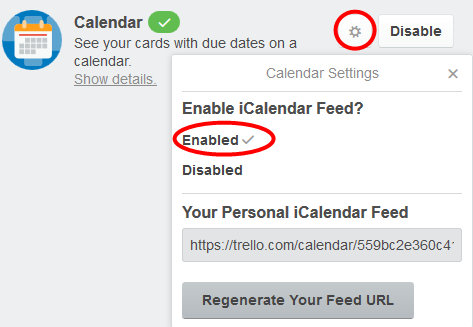 Calendar
Disable
See your cards with due dates on a
calendar.
Show details.
Calendar Settings
Enable iCalendar Feed?
Enabled
Disabled
Your Personal iCalendar Feed
https://trello.com/calendar/559bc2e360c41
Regenerate Your Feed URL